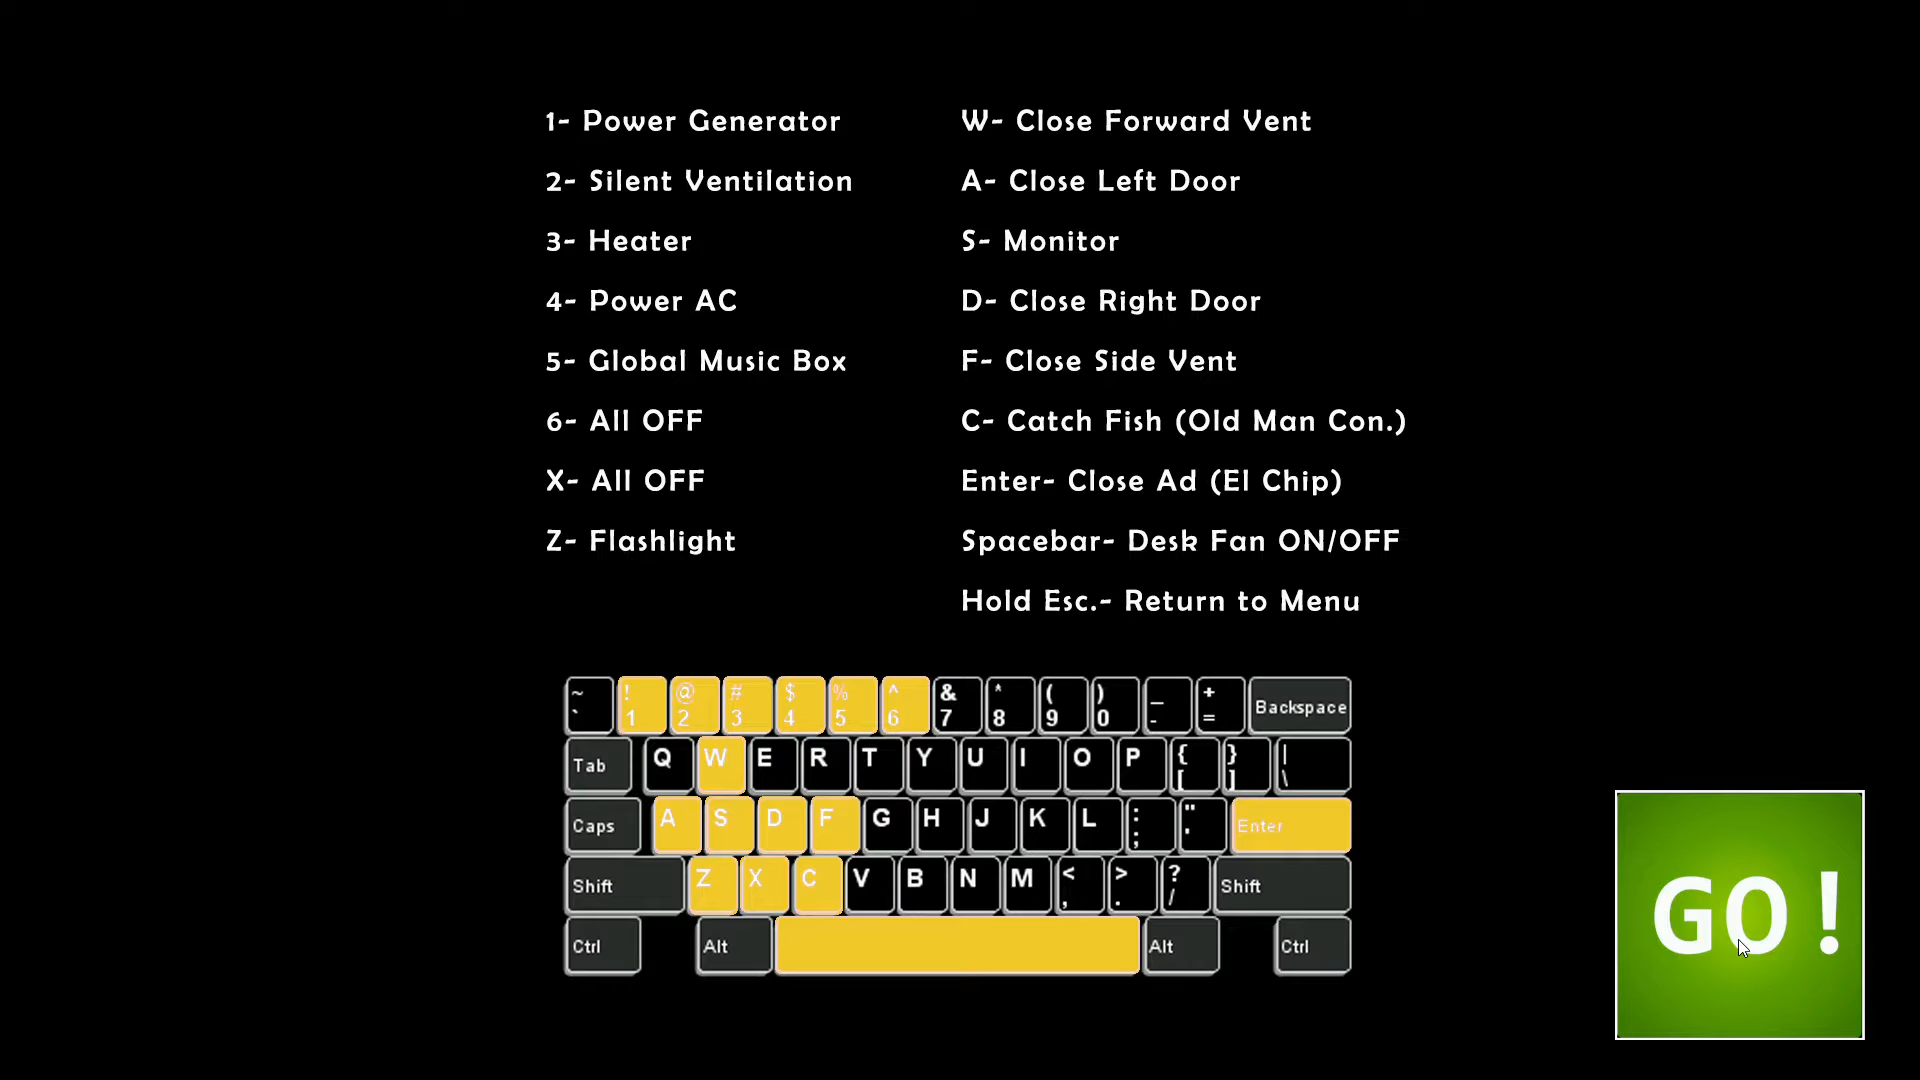 1- Power Generator
2- Silent Ventilation
3- Heater
4- Power AC
5- Global Music Box
6- All OFF
X- All OFF
Z- Flashlight
W- Close Forward Vent
A- Close Left Door
S- Monitor
D- Close Right Door
F- Close Side Vent
C- Catch Fish (Old Man Con.)
Enter- Close Ad (El Chip)
Spacebar- Desk Fan ON/OFF
Hold Esc.- Return to Menu
~ ! @ # $ % ^ & * ( ) _ +
` 1 2 3 4 5 6 7 8 9 0 - = Backspace
Tab Q W E R T Y U I O P { [ } ] | \
Caps A S D F G H J K L : ; " ' Enter
Shift Z X C V B N M < , > . ? / Shift
Ctrl Alt Alt Ctrl
GO!